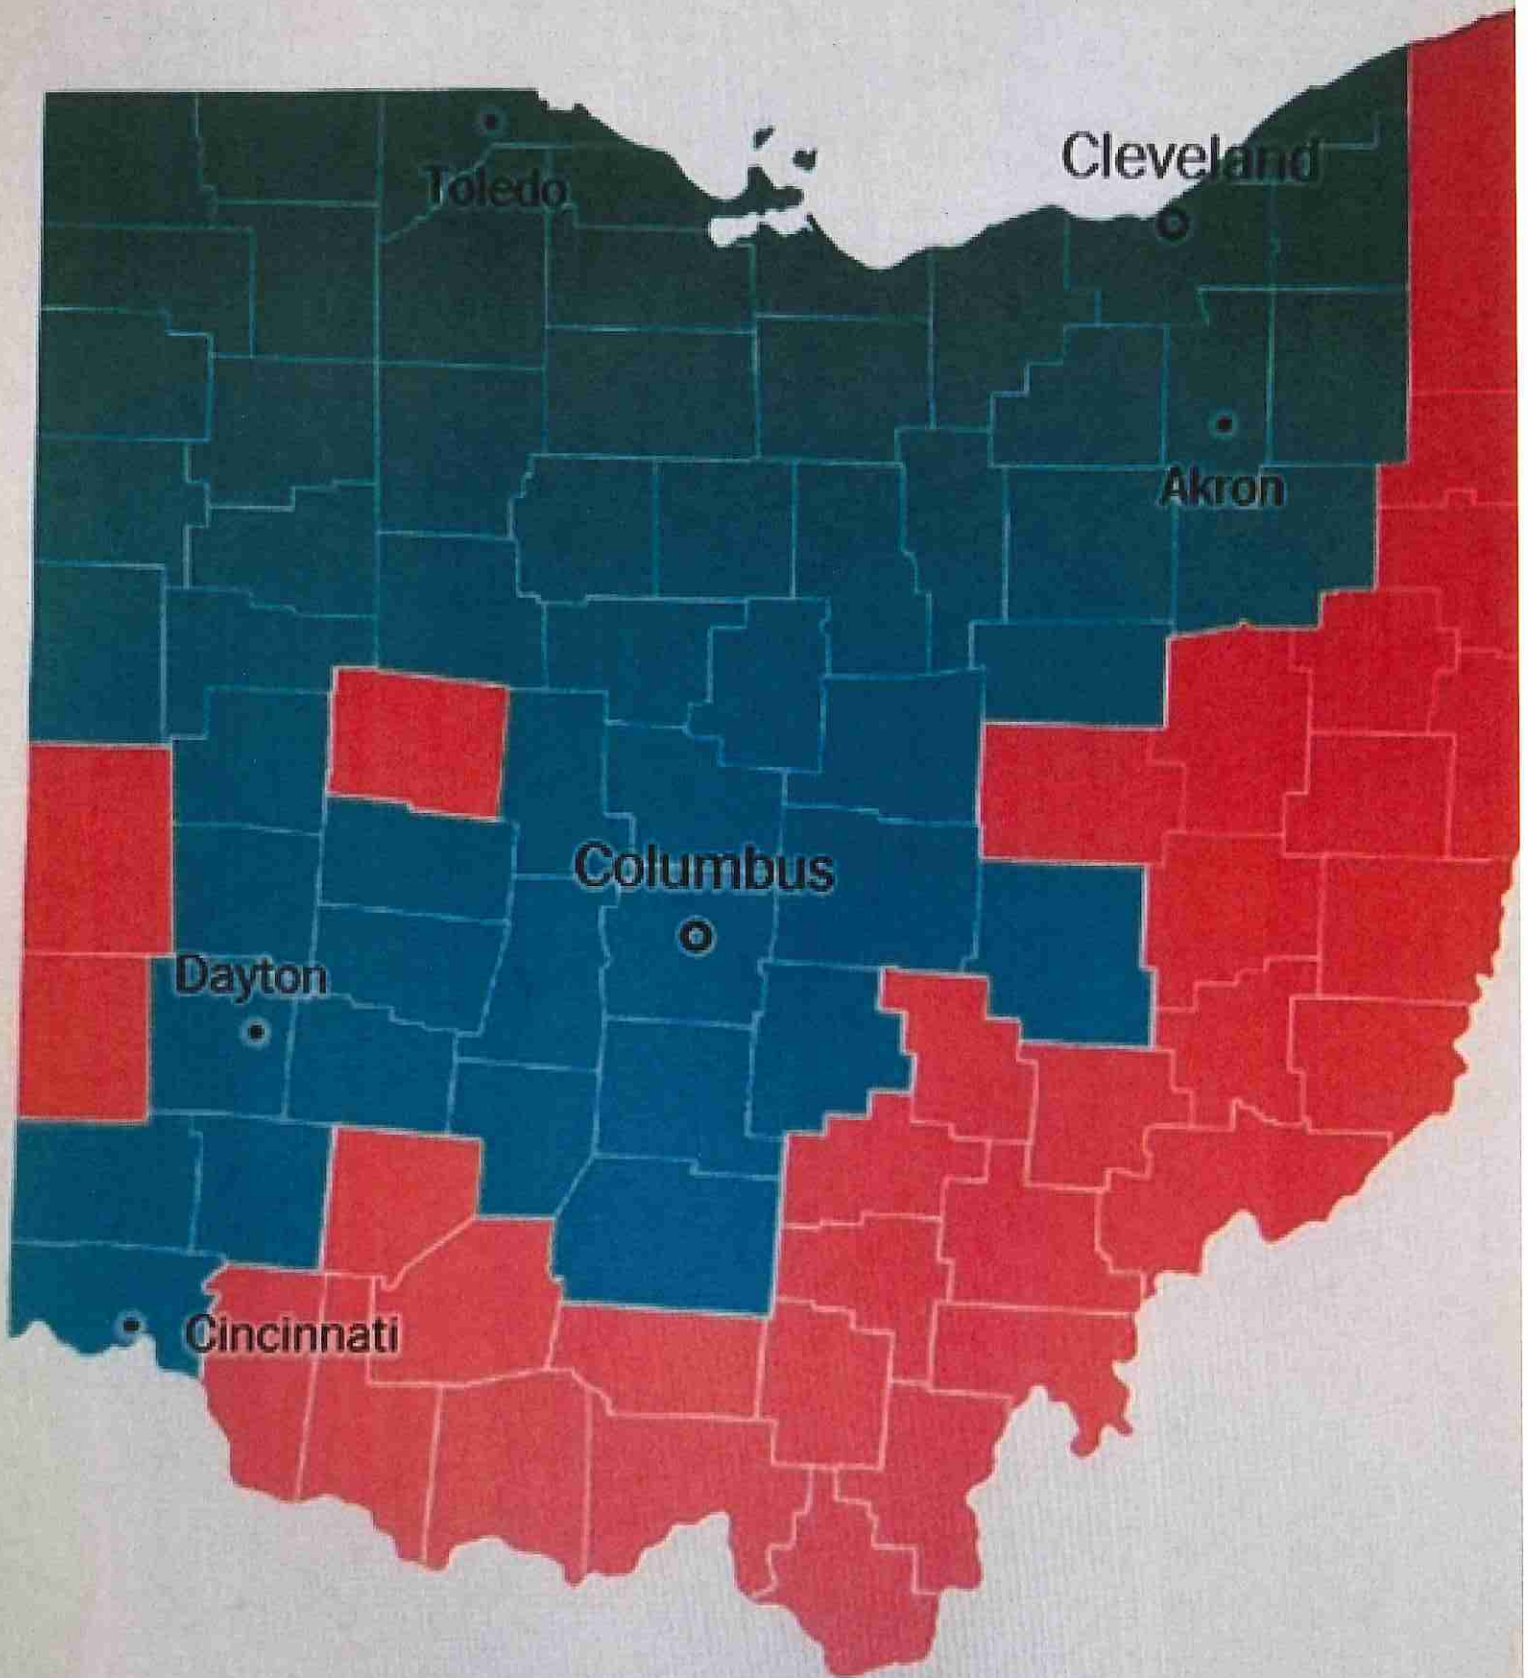 Cleveland
Toledo
Akron
Columbus
Dayton
Cincinnati